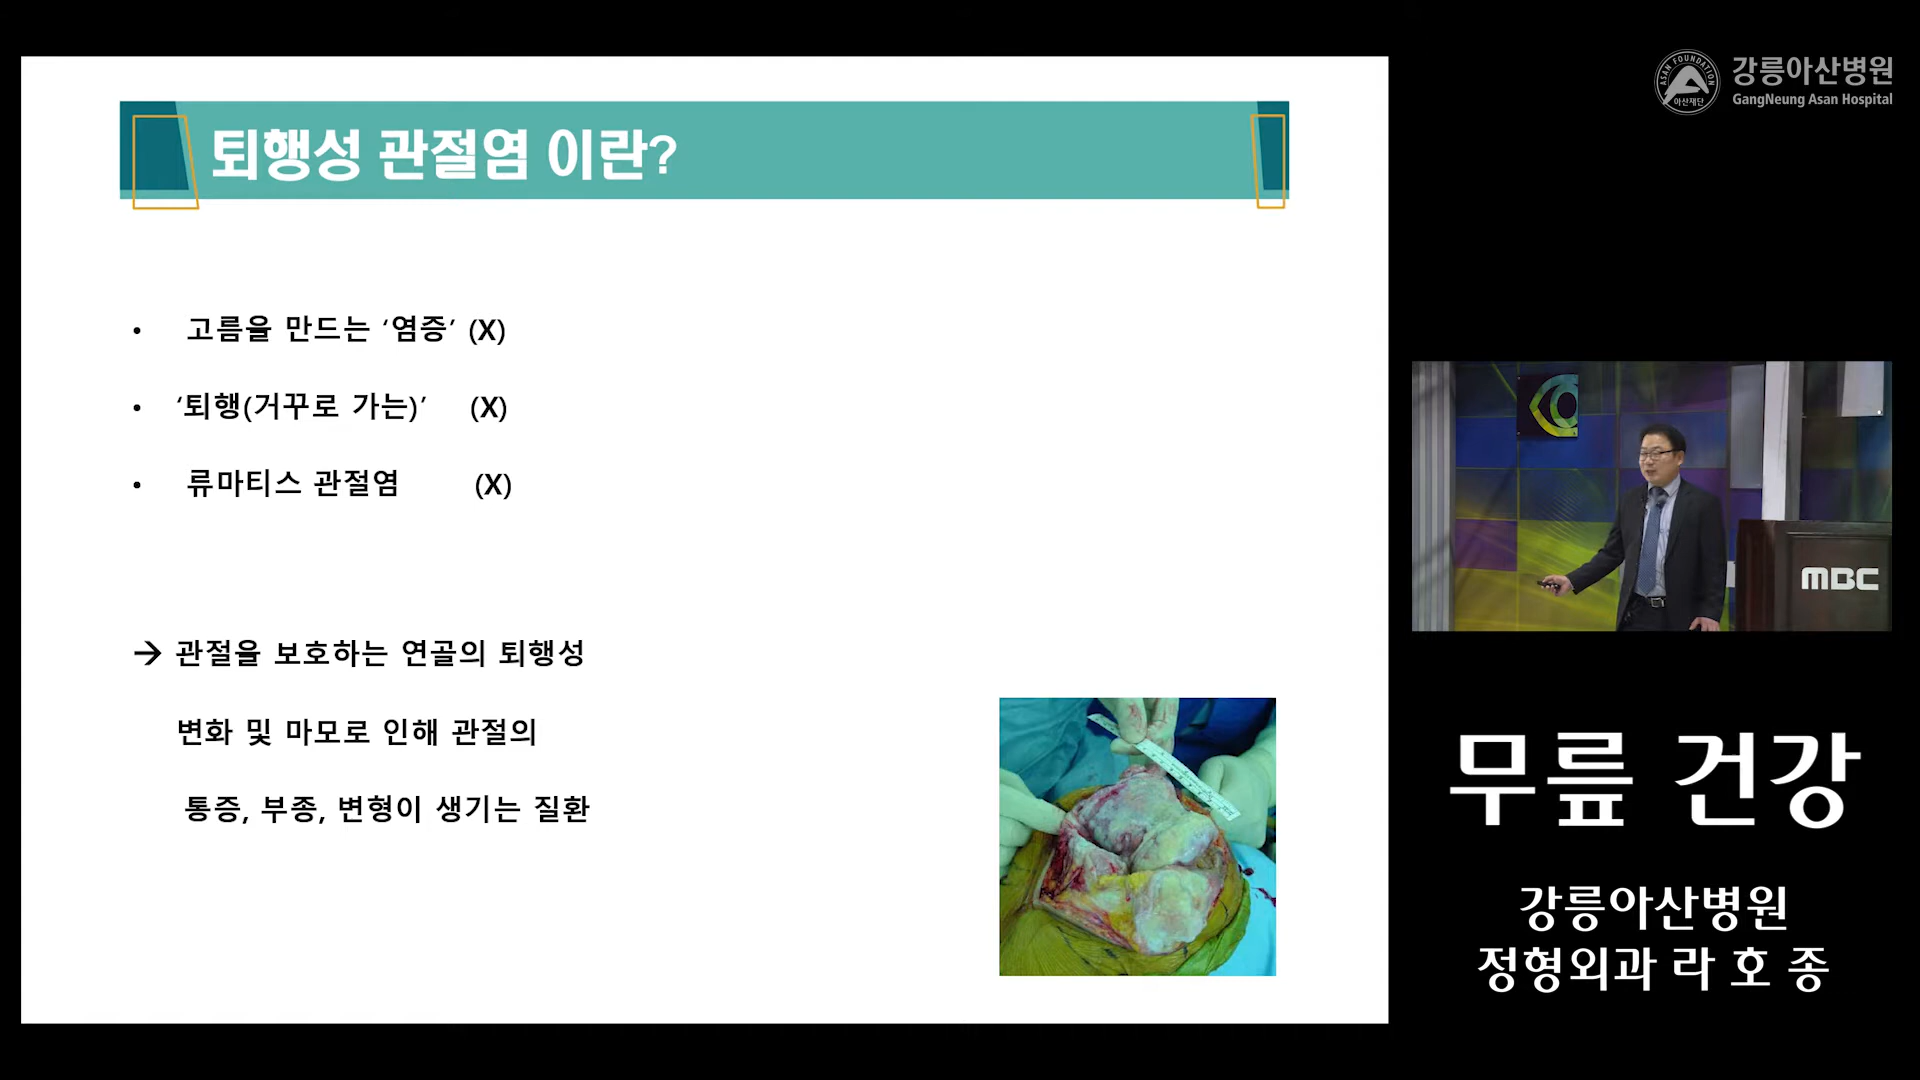 퇴행성 관절염 이란?
• 고름을 만드는 ‘염증’ (X)
• ‘퇴행(거꾸로 가는)’ (X)
• 류마티스 관절염 (X)
→ 관절을 보호하는 연골의 퇴행성
변화 및 마모로 인해 관절의
통증, 부종, 변형이 생기는 질환
ASAN FOUNDATION
아산재단
강릉아산병원
GangNeung Asan Hospital
MBC
무릎 건강
강릉아산병원
정형외과 라 호 종